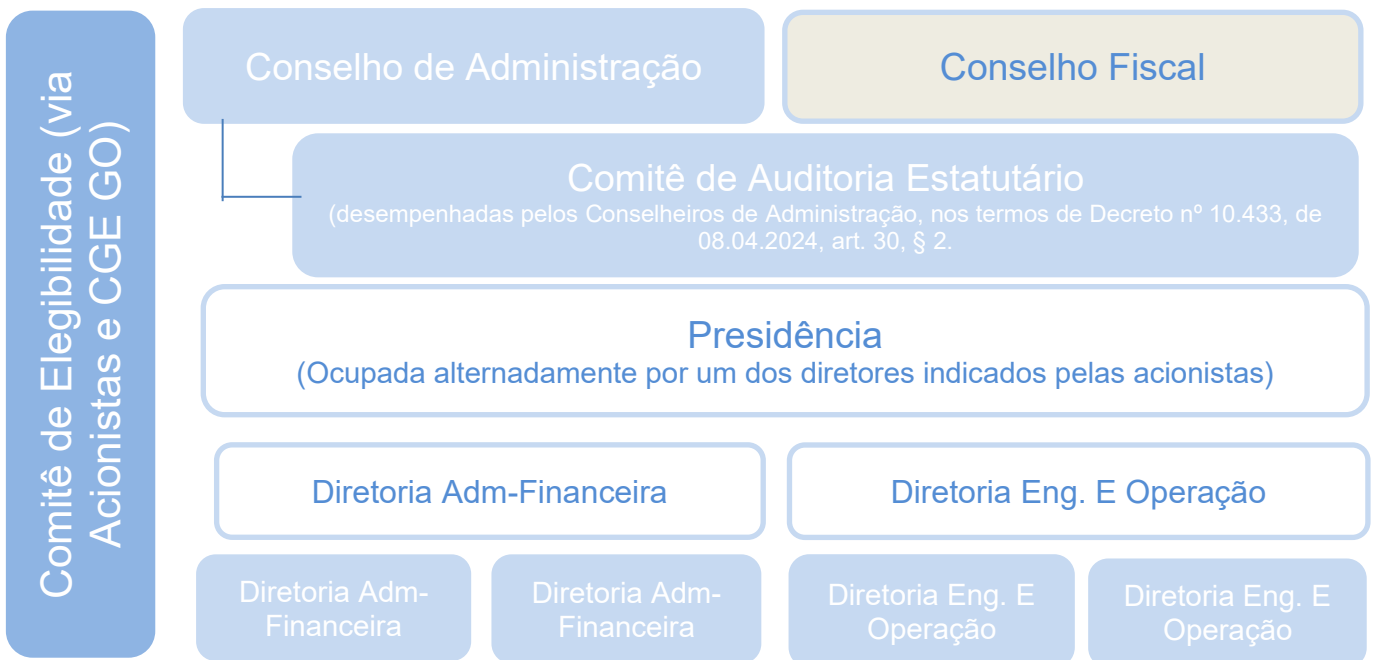 Comitê de Elegibilidade (via
Acionistas e CGE GO)
Conselho de Administração
Conselho Fiscal
Comitê de Auditoria Estatutário
(desempenhadas pelos Conselheiros de Administração, nos termos de Decreto nº 10.433, de
08.04.2024, art. 30, § 2.
Presidência
(Ocupada alternadamente por um dos diretores indicados pelas acionistas)
Diretoria Adm-Financeira
Diretoria Eng. E Operação
Diretoria Adm-
Financeira
Diretoria Adm-
Financeira
Diretoria Eng. E
Operação
Diretoria Eng. E
Operação